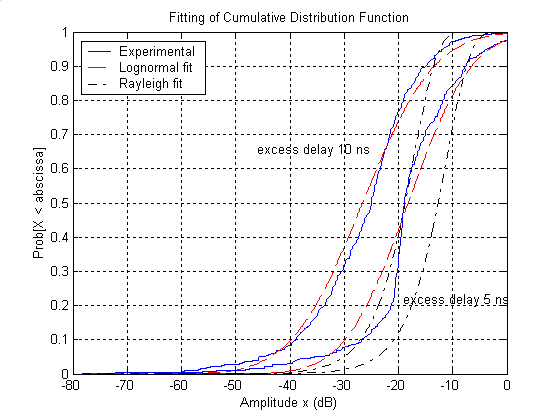 Fitting of Cumulative Distribution Function
1
0.9
0.8
0.7
0.6
0.5
0.4
0.3
0.2
0.1
0
Prob[X < abscissa]
Experimental
Lognormal fit
Rayleigh fit
excess delay 10 ns
excess delay 5 ns
-80 -70 -60 -50 -40 -30 -20 -10 0
Amplitude x (dB)